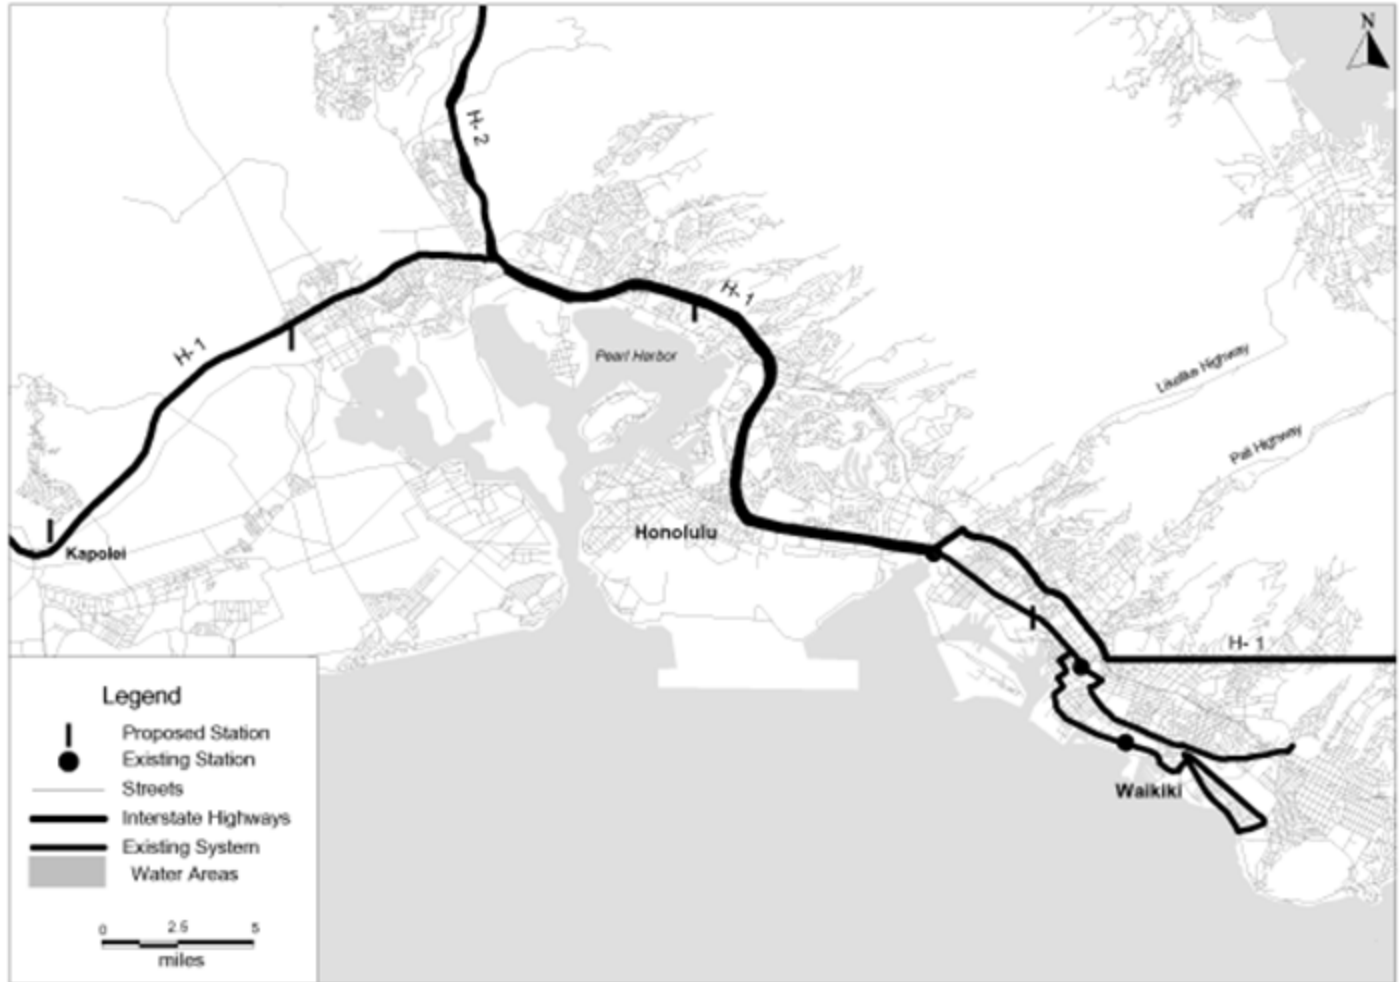 N
H-2
H-1
H-1
Pearl Harbor
Likelike Highway
Pali Highway
Honolulu
Kapolei
H-1
Waikiki
Legend
Proposed Station
Existing Station
Streets
Interstate Highways
Existing System
Water Areas
0 2.5 5
miles